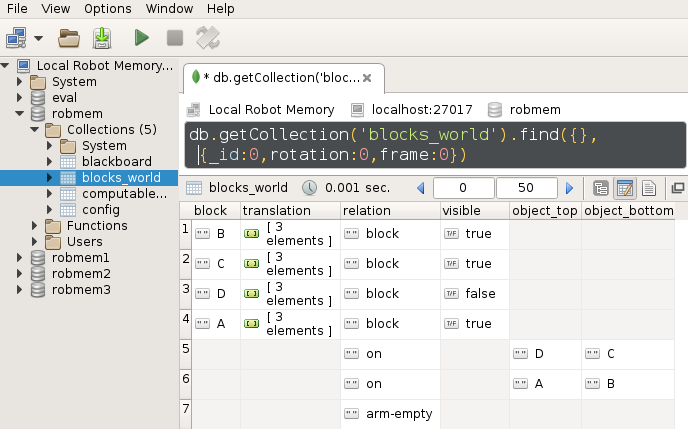 File View Options Window Help
Local Robot Memory...
System
eval
robmem
Collections (5)
System
blackboard
blocks_world
computable...
config
Functions
Users
robmem1
robmem2
robmem3
* db.getCollection('bloc...
Local Robot Memory localhost:27017 robmem
db.getCollection('blocks_world').find({},
{_id:0,rotation:0,frame:0})
blocks_world 0.001 sec. 0 50
block translation relation visible object_top object_bottom
1 "" B [ 3 elements ] "" block T/F true
2 "" C [ 3 elements ] "" block T/F true
3 "" D [ 3 elements ] "" block T/F false
4 "" A [ 3 elements ] "" block T/F true
5 "" on "" D "" C
6 "" on "" A "" B
7 "" arm-empty